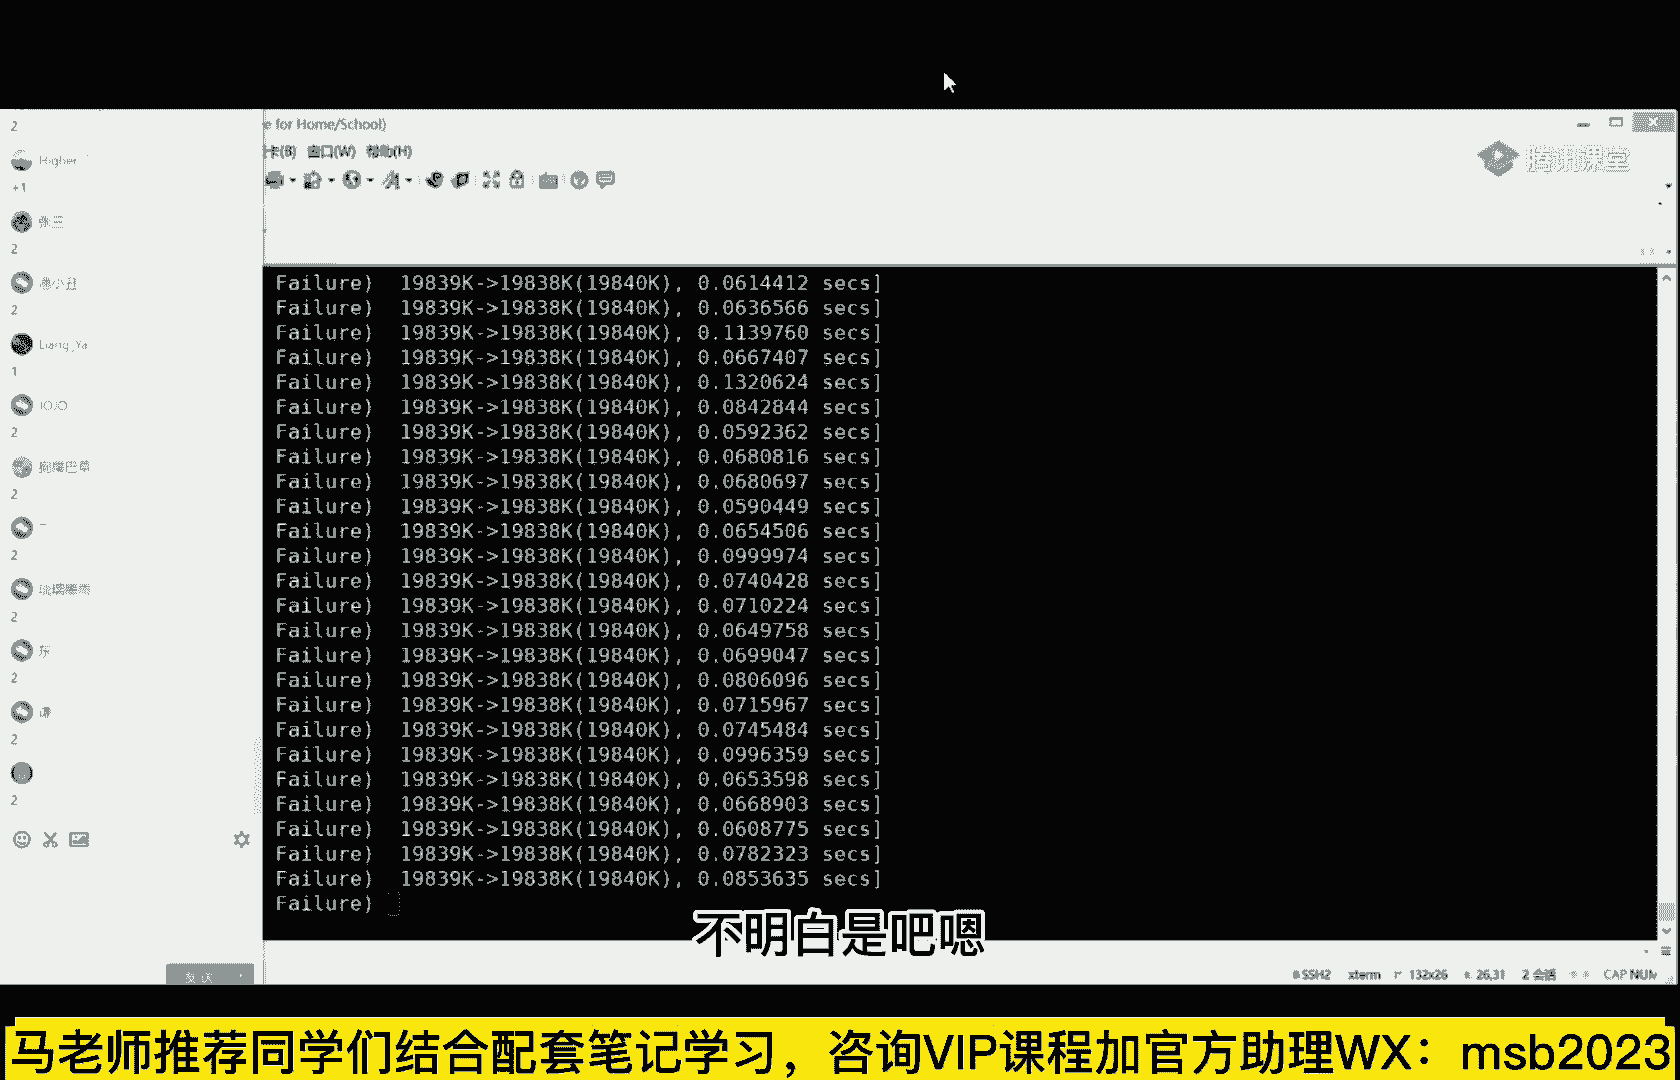 2
e for Home/School)
卡(B) 窗口(W) 帮助(H)
腾讯课堂
Higher
+1
张三
2
2
Liang_Ya
1
JOJO
2
2
2
2
东
2
谦
2
2
发送
Failure) 19839K->19838K(19840K), 0.0614412 secs]
Failure) 19839K->19838K(19840K), 0.0636566 secs]
Failure) 19839K->19838K(19840K), 0.1139760 secs]
Failure) 19839K->19838K(19840K), 0.0667407 secs]
Failure) 19839K->19838K(19840K), 0.1320624 secs]
Failure) 19839K->19838K(19840K), 0.0842844 secs]
Failure) 19839K->19838K(19840K), 0.0592362 secs]
Failure) 19839K->19838K(19840K), 0.0680816 secs]
Failure) 19839K->19838K(19840K), 0.0680697 secs]
Failure) 19839K->19838K(19840K), 0.0590449 secs]
Failure) 19839K->19838K(19840K), 0.0654506 secs]
Failure) 19839K->19838K(19840K), 0.0999974 secs]
Failure) 19839K->19838K(19840K), 0.0740428 secs]
Failure) 19839K->19838K(19840K), 0.0710224 secs]
Failure) 19839K->19838K(19840K), 0.0649758 secs]
Failure) 19839K->19838K(19840K), 0.0699047 secs]
Failure) 19839K->19838K(19840K), 0.0806096 secs]
Failure) 19839K->19838K(19840K), 0.0715967 secs]
Failure) 19839K->19838K(19840K), 0.0745484 secs]
Failure) 19839K->19838K(19840K), 0.0996359 secs]
Failure) 19839K->19838K(19840K), 0.0653598 secs]
Failure) 19839K->19838K(19840K), 0.0668903 secs]
Failure) 19839K->19838K(19840K), 0.0608775 secs]
Failure) 19839K->19838K(19840K), 0.0782323 secs]
Failure) 19839K->19838K(19840K), 0.0853635 secs]
Failure)
不明白是吧嗯
SSH2 xterm 132x26 26,31 2 会话 CAP NUM
马老师推荐同学们结合配套笔记学习，咨询VIP课程加官方助理WX：msb2023